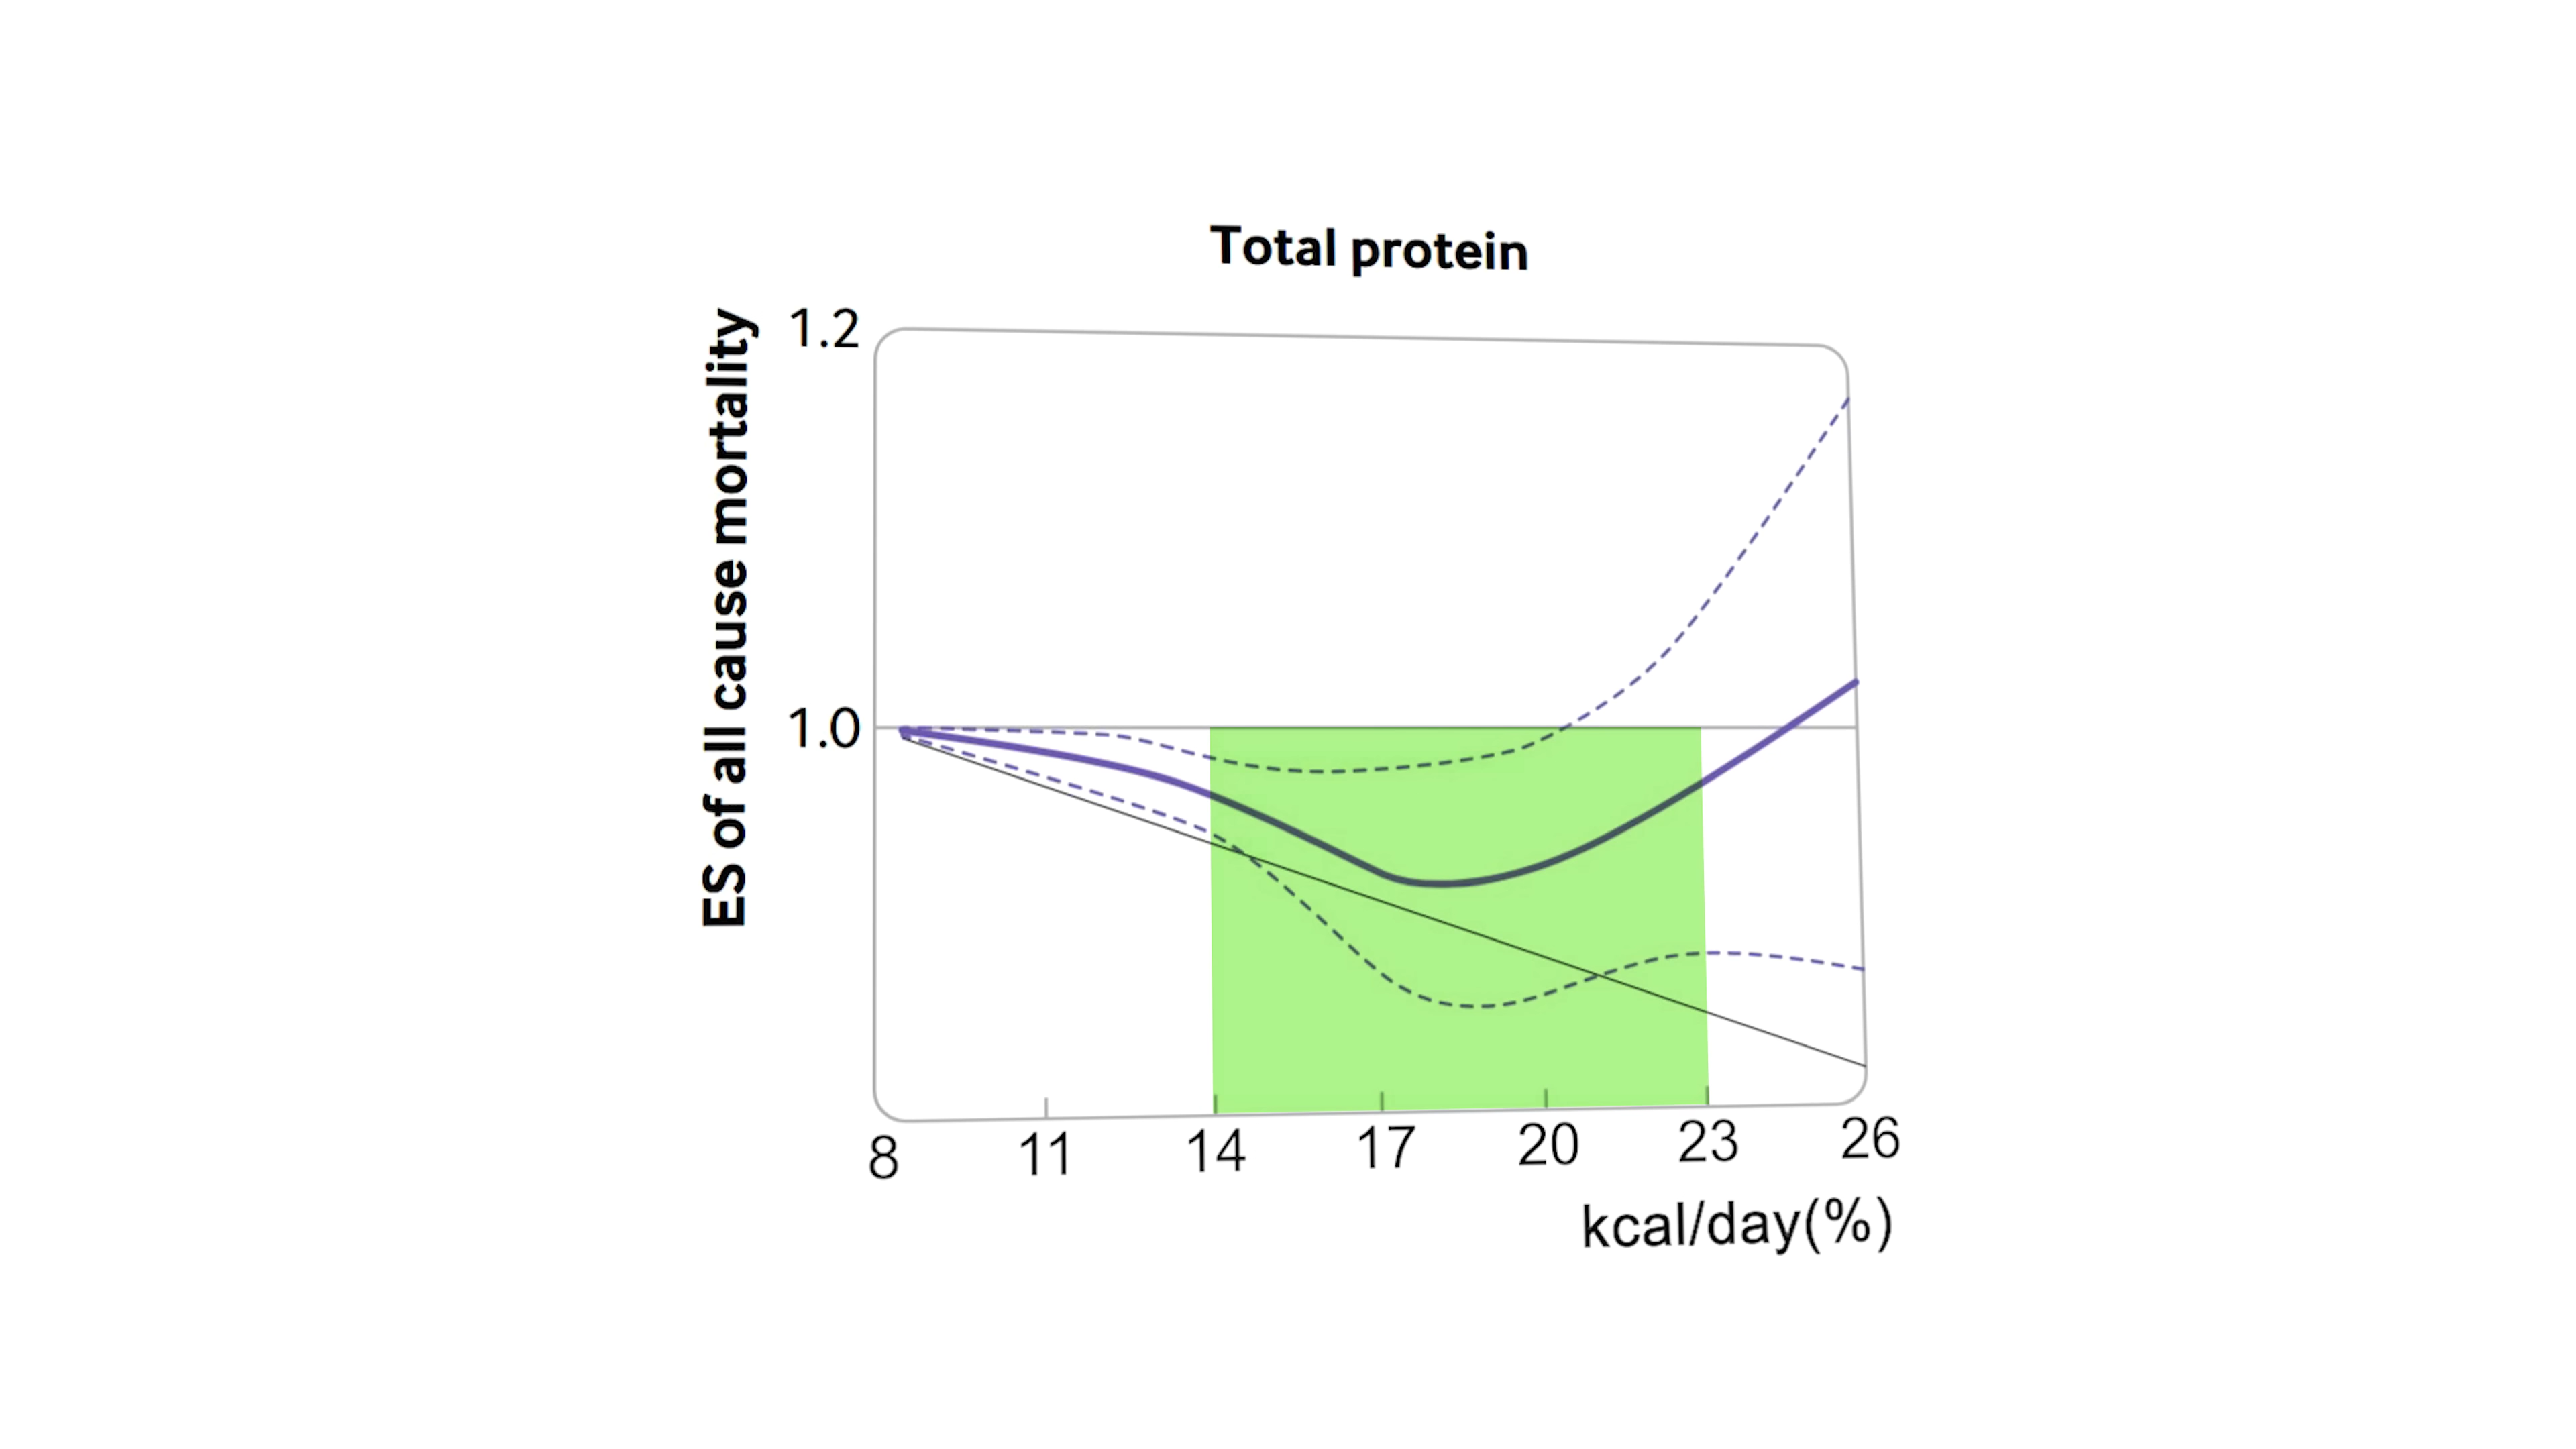 Total protein
ES of all cause mortality
1.2
1.0
8 11 14 17 20 23 26
kcal/day(%)